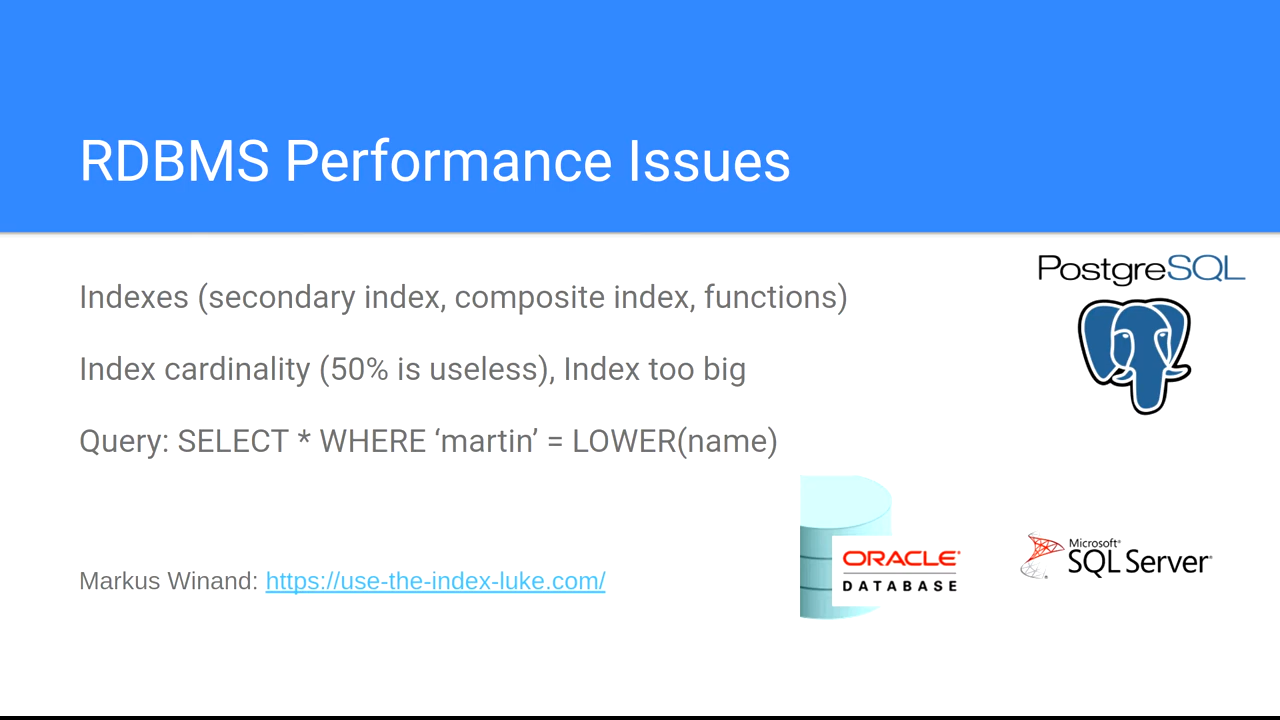 RDBMS Performance Issues
Indexes (secondary index, composite index, functions)
Index cardinality (50% is useless), Index too big
Query: SELECT * WHERE ‘martin’ = LOWER(name)
Markus Winand: https://use-the-index-luke.com/
PostgreSQL
ORACLE®
DATABASE
Microsoft®
SQL Server®